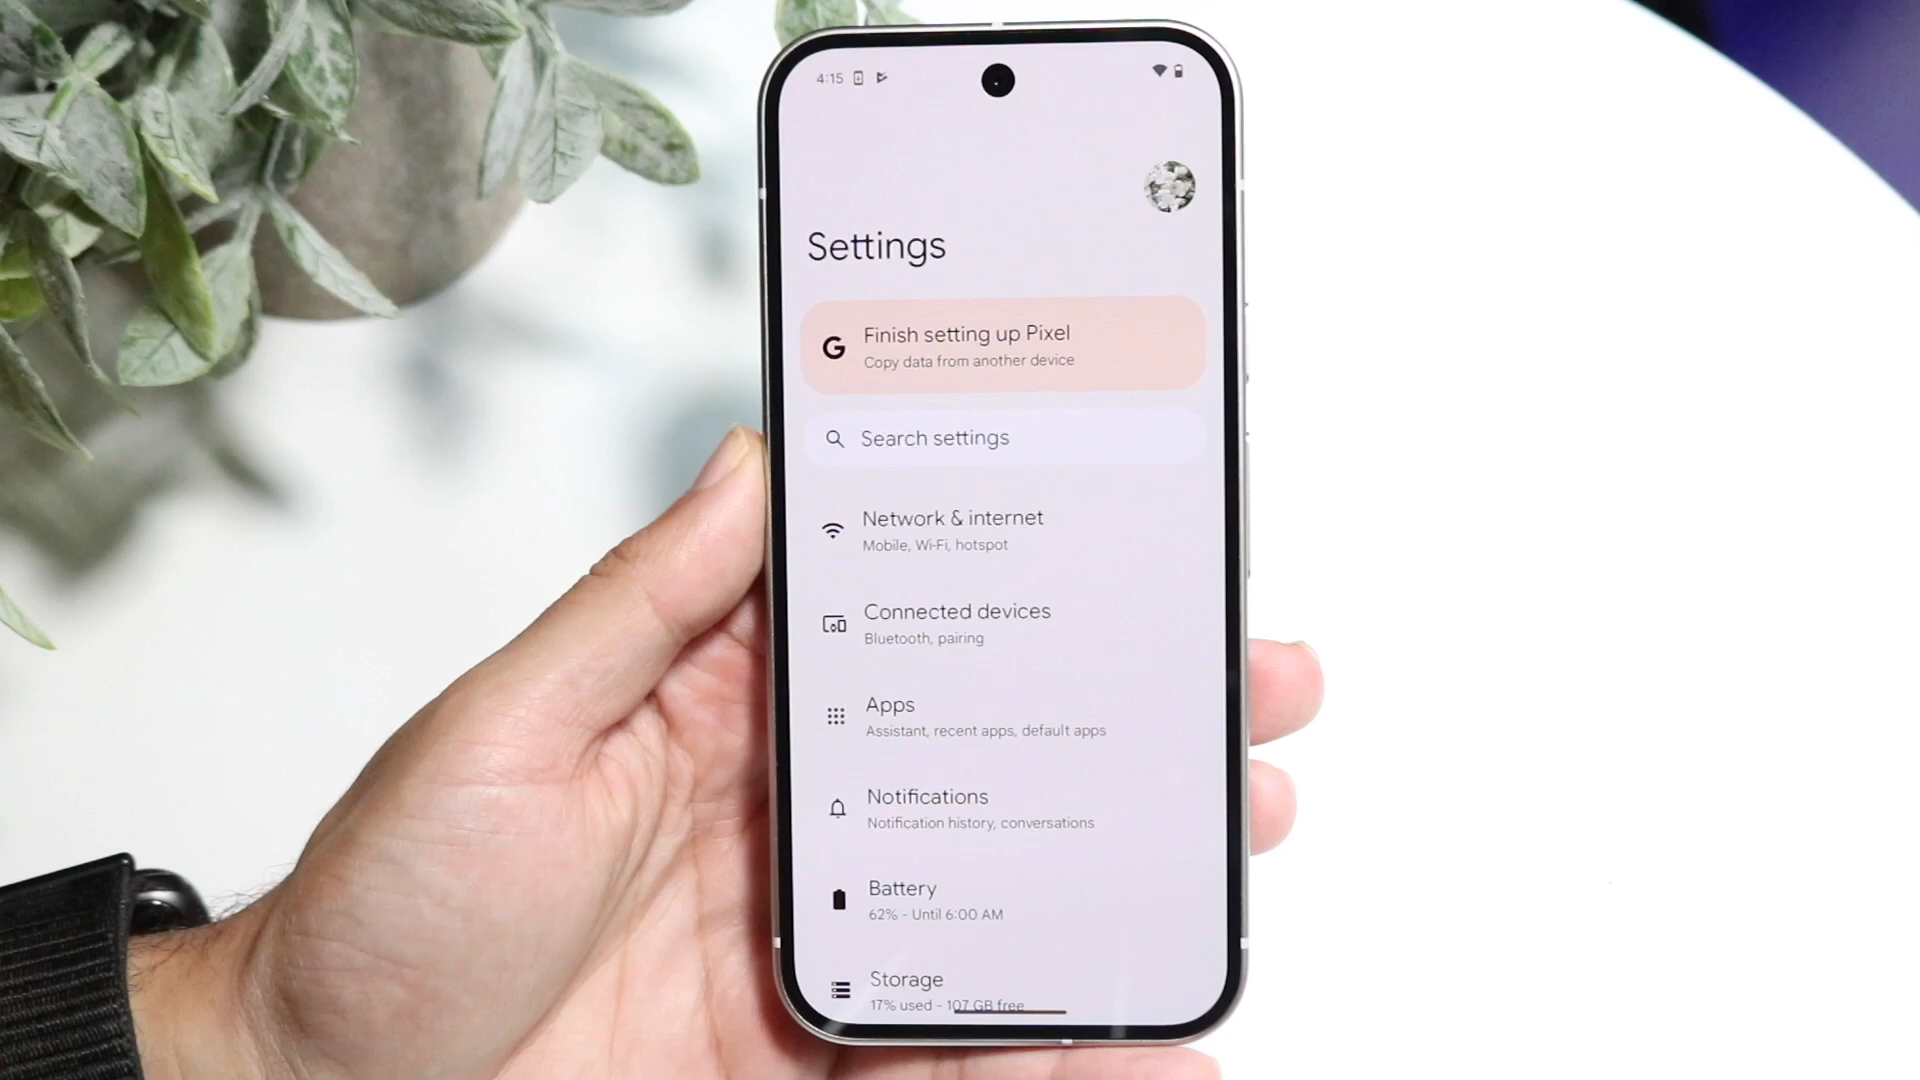 4:15
Settings
Finish setting up Pixel
Copy data from another device
Search settings
Network & internet
Mobile, Wi-Fi, hotspot
Connected devices
Bluetooth, pairing
Apps
Assistant, recent apps, default apps
Notifications
Notification history, conversations
Battery
62% - Until 6:00 AM
Storage
17% used - 107 GB free